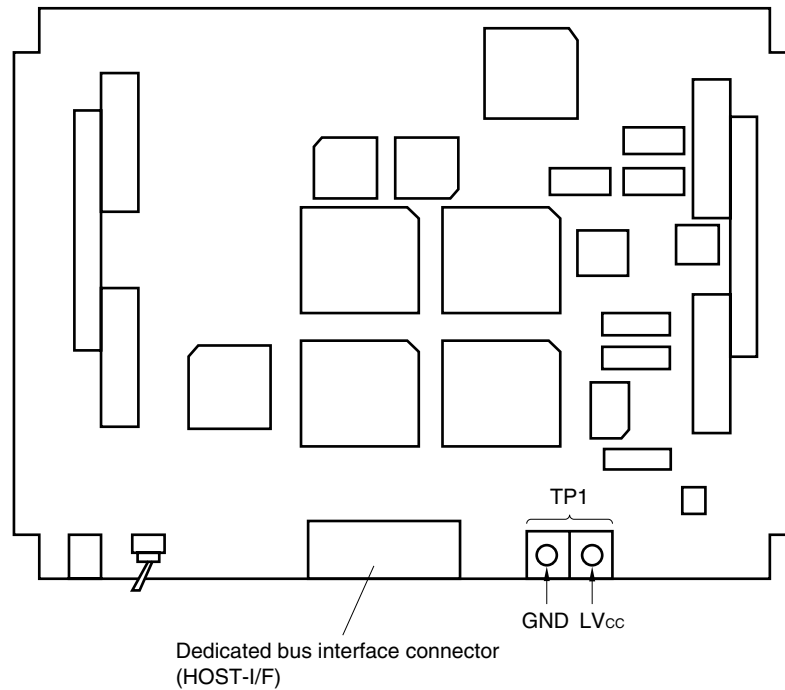 TP1
GND LVcc
Dedicated bus interface connector
(HOST-I/F)